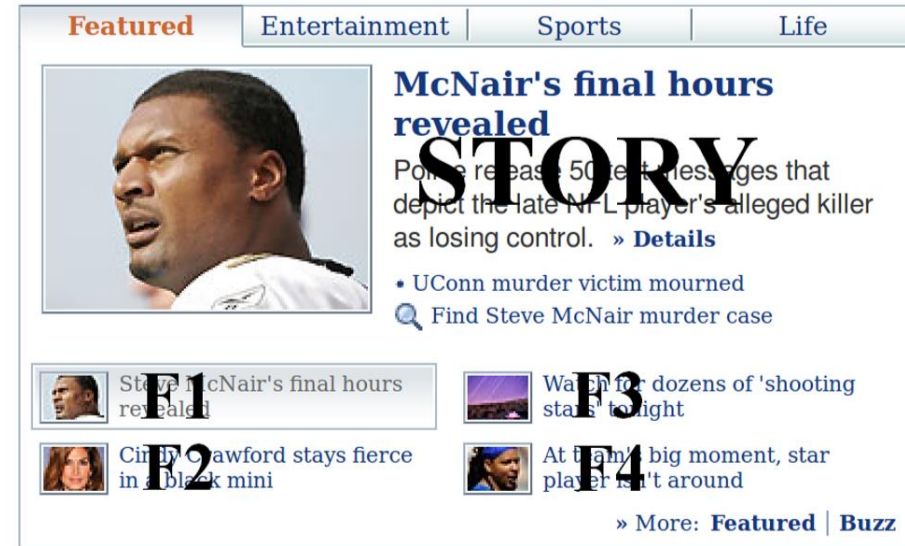 Featured Entertainment Sports Life
McNair's final hours
revealed
STORY
Police release 50 text messages that
depict the late NFL player's alleged killer
as losing control. » Details
• UConn murder victim mourned
Find Steve McNair murder case
Steve McNair's final hours
revealed
F1
Watch for dozens of 'shooting
stars' tonight
F3
Cindy Crawford stays fierce
in a black mini
F2
At team's big moment, star
player isn't around
F4
» More: Featured | Buzz